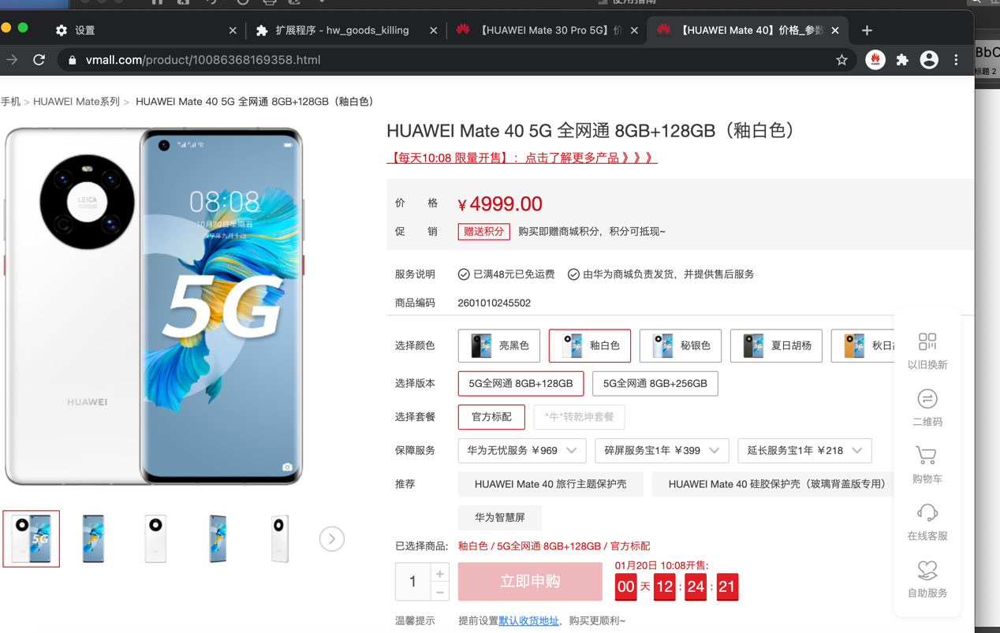 使用指南
设置
扩展程序 - hw_goods_killing
【HUAWEI Mate 30 Pro 5G】价
【HUAWEI Mate 40】价格_参数
vmall.com/product/10086368169358.html
BbC
标题 2
手机 > HUAWEI Mate系列 > HUAWEI Mate 40 5G 全网通 8GB+128GB（釉白色）
HUAWEI Mate 40 5G 全网通 8GB+128GB（釉白色）
【每天10:08 限量开售】：点击了解更多产品 》》》
价 格
¥ 4999.00
促 销
赠送积分
购买即赠商城积分，积分可抵现~
服务说明
已满48元已免运费
由华为商城负责发货，并提供售后服务
商品编码
2601010245502
选择颜色
亮黑色
釉白色
秘银色
夏日胡杨
秋日
选择版本
5G全网通 8GB+128GB
5G全网通 8GB+256GB
选择套餐
官方标配
"牛"转乾坤套餐
保障服务
华为无忧服务 ¥969
碎屏服务宝1年 ¥399
延长服务宝1年 ¥218
推荐
HUAWEI Mate 40 旅行主题保护壳
HUAWEI Mate 40 硅胶保护壳（玻璃背盖版专用）
华为智慧屏
已选择商品:
釉白色 / 5G全网通 8GB+128GB / 官方标配
1
+
−
立即申购
01月20日 10:08开售:
00 天 12 : 24 : 21
温馨提示
提前设置默认收货地址，购买更顺利~
以旧换新
二维码
购物车
在线客服
自助服务
LEICA
HUAWEI
08:08
10月30日 星期五
5G
5G